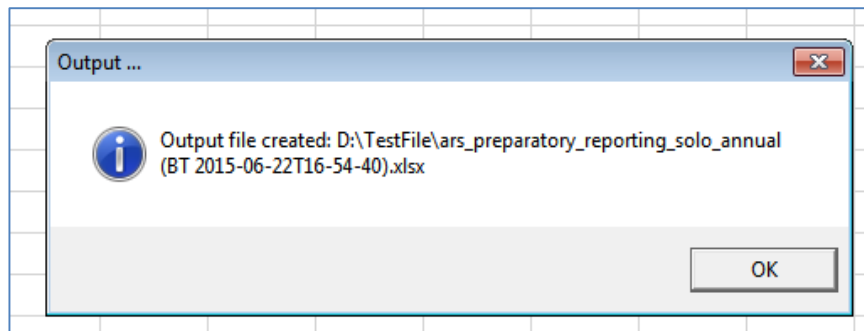 Output ...
Output file created: D:\TestFile\ars_preparatory_reporting_solo_annual
(BT 2015-06-22T16-54-40).xlsx
OK